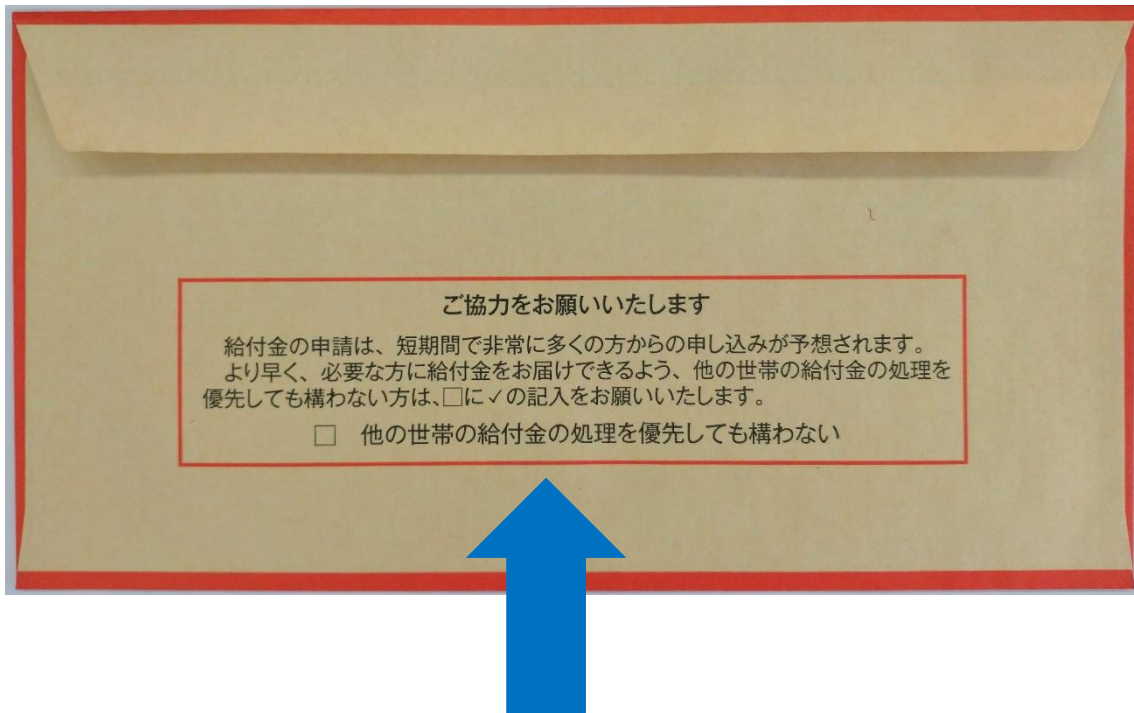 ご協力をお願いいたします
給付金の申請は、短期間で非常に多くの方からの申し込みが予想されます。
より早く、必要な方に給付金をお届けできるよう、他の世帯の給付金の処理を
優先しても構わない方は、□に✓の記入をお願いいたします。
□ 他の世帯の給付金の処理を優先しても構わない